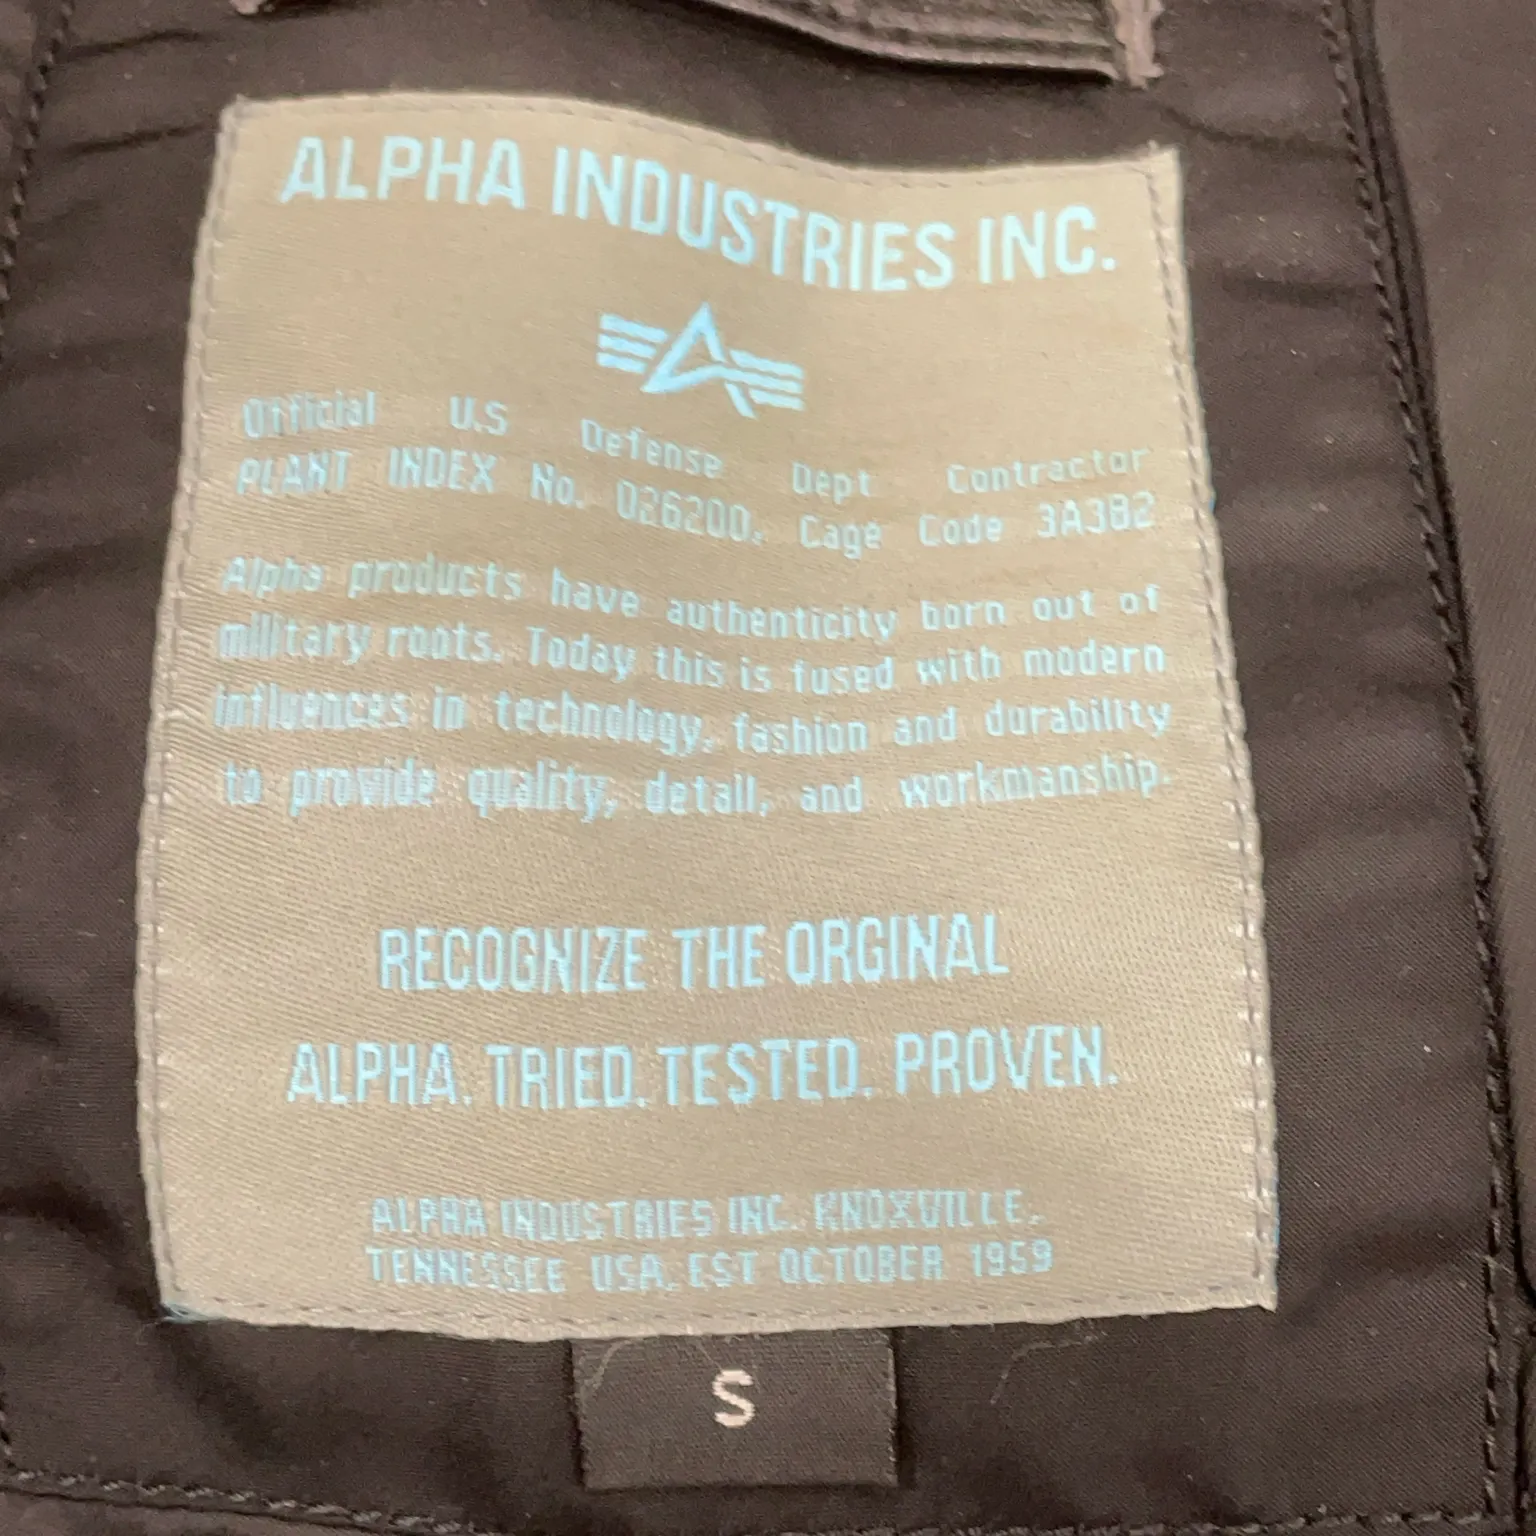 ALPHA INDUSTRIES INC.
Official U.S Defense Dept Contractor
PLANT INDEX No. 026200. Cage Code 3A382
Alpha products have authenticity born out of
military roots. Today this is fused with modern
influences in technology, fashion and durability
to provide quality, detail, and workmanship.
RECOGNIZE THE ORGINAL
ALPHA. TRIED. TESTED. PROVEN.
ALPHA INDUSTRIES INC. KNOXVILLE,
TENNESSEE USA. EST OCTOBER 1959
S